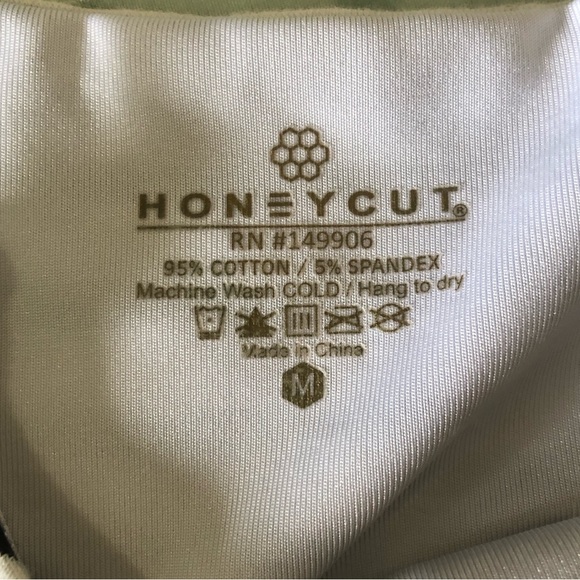 HONEYCUT®
RN #149906
95% COTTON / 5% SPANDEX
Machine Wash COLD / Hang to dry
Made in China
M